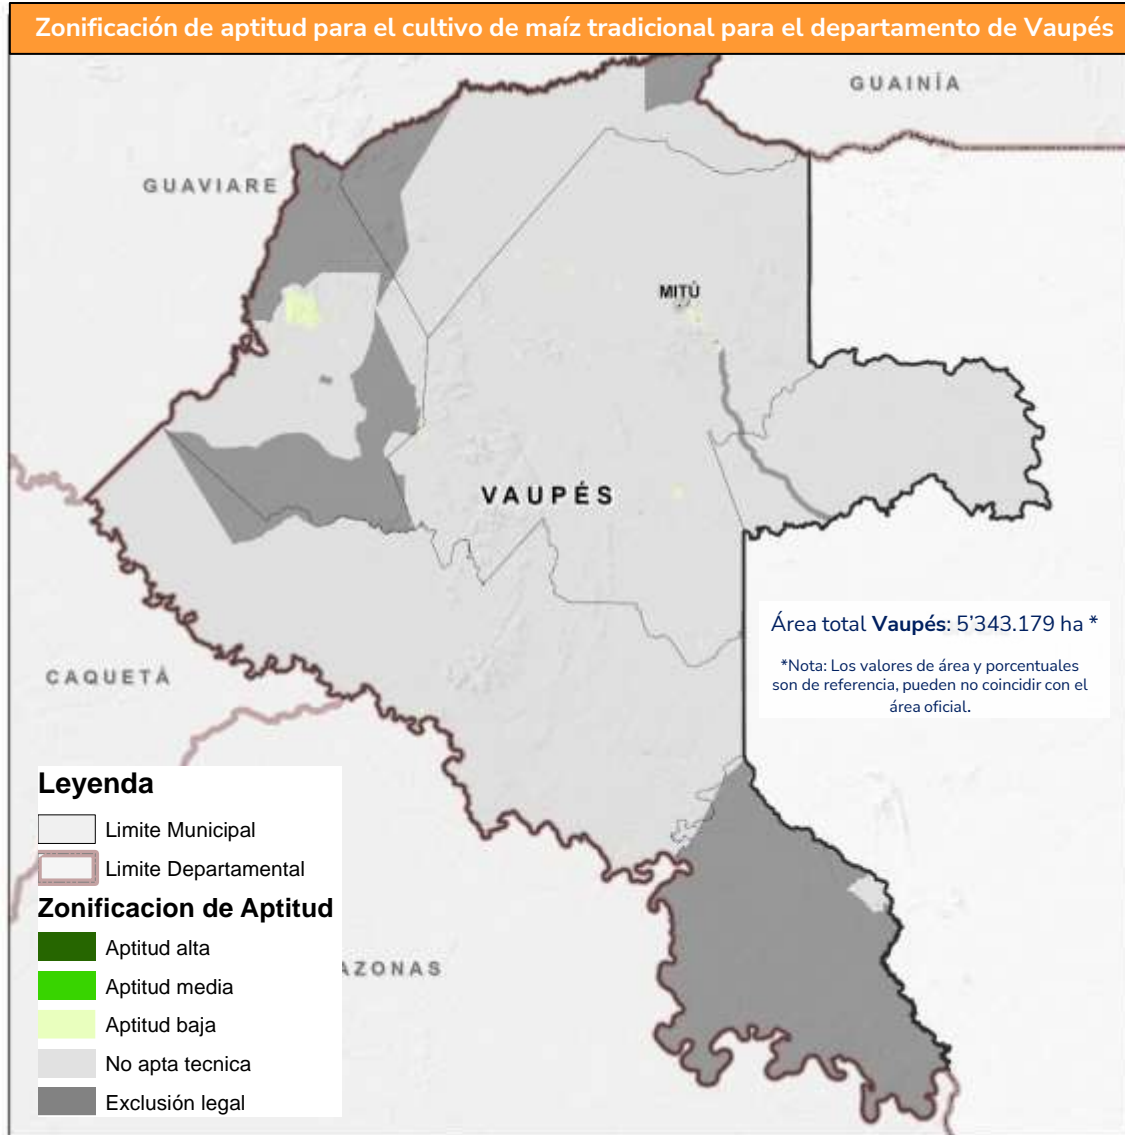 Zonificación de aptitud para el cultivo de maíz tradicional para el departamento de Vaupés
GUAINÍA
GUAVIARE
MITÚ
VAUPÉS
Área total Vaupés: 5’343.179 ha *
*Nota: Los valores de área y porcentuales
son de referencia, pueden no coincidir con el
área oficial.
CAQUETÁ
Leyenda
Limite Municipal
Limite Departamental
Zonificacion de Aptitud
Aptitud alta
AZONAS
Aptitud media
Aptitud baja
No apta tecnica
Exclusión legal